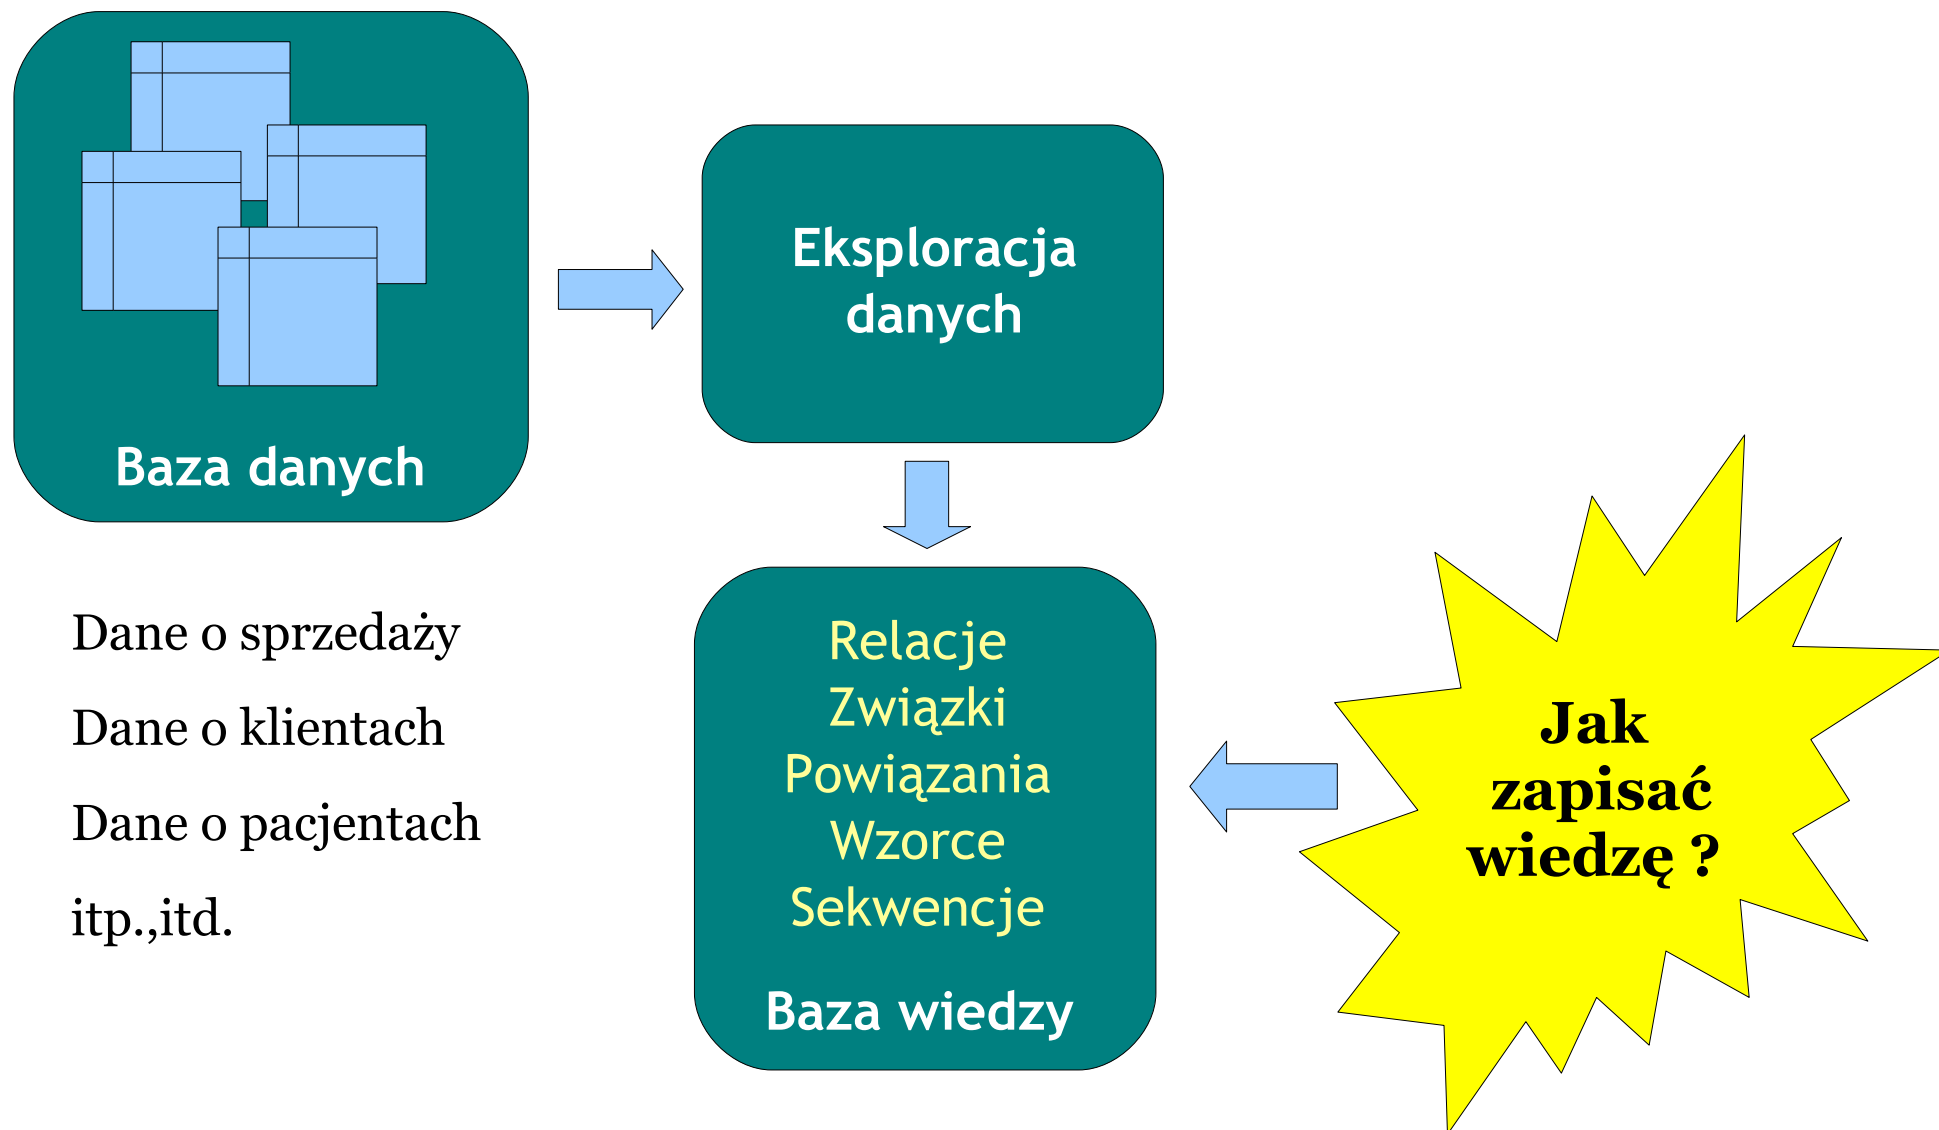 Baza danych
Dane o sprzedaży
Dane o klientach
Dane o pacjentach
itp.,itd.
Eksploracja
danych
Relacje
Związki
Powiązania
Wzorce
Sekwencje
Baza wiedzy
Jak
zapisać
wiedzę ?